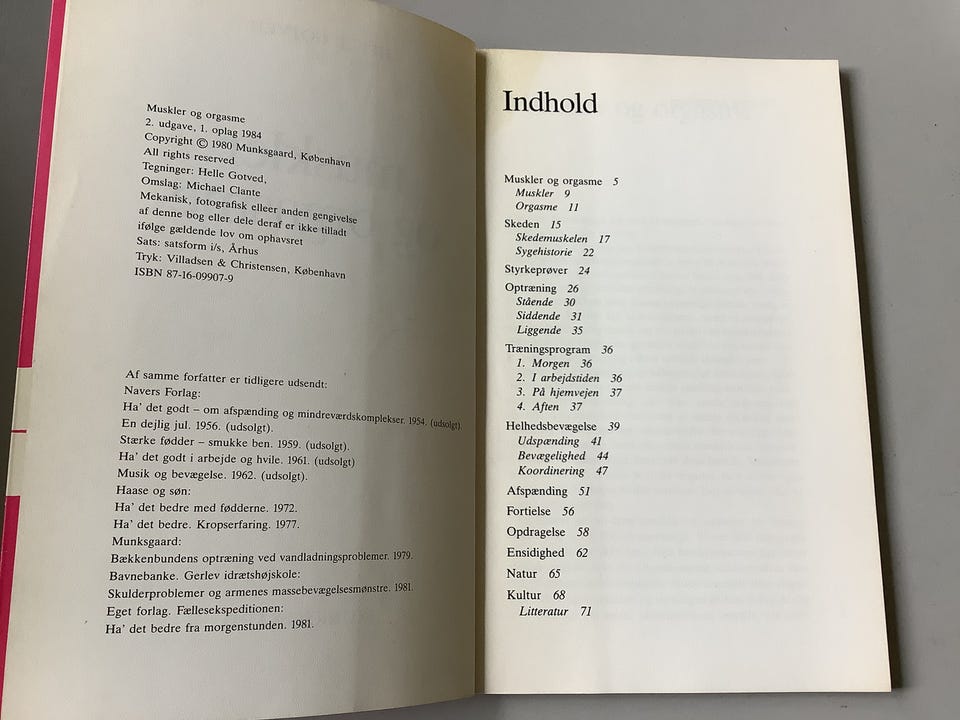 Muskler og orgasme
2. udgave, 1. oplag 1984
Copyright © 1980 Munksgaard, København
All rights reserved
Tegninger: Helle Gotved,
Omslag: Michael Clante
Mekanisk, fotografisk elleer anden gengivelse
af denne bog eller dele deraf er ikke tilladt
ifølge gældende lov om ophavsret
Sats: satsform i/s, Århus
Tryk: Villadsen & Christensen, København
ISBN 87-16-09907-9
Af samme forfatter er tidligere udsendt:
Navers Forlag:
Ha' det godt – om afspænding og mindreværdskomplekser. 1954. (udsolgt).
En dejlig jul. 1956. (udsolgt).
Stærke fødder – smukke ben. 1959. (udsolgt).
Ha' det godt i arbejde og hvile. 1961. (udsolgt)
Musik og bevægelse. 1962. (udsolgt).
Haase og søn:
Ha' det bedre med fødderne. 1972.
Ha' det bedre. Kropserfaring. 1977.
Munksgaard:
Bækkenbundens optræning ved vandladningsproblemer. 1979.
Bavnebanke. Gerlev idrætshøjskole:
Skulderproblemer og armenes massebevægelsesmønstre. 1981.
Eget forlag. Fællesekspeditionen:
Ha' det bedre fra morgenstunden. 1981.
Indhold
Muskler og orgasme 5
Muskler 9
Orgasme 11
Skeden 15
Skedemuskelen 17
Sygehistorie 22
Styrkeprøver 24
Optræning 26
Stående 30
Siddende 31
Liggende 35
Træningsprogram 36
1. Morgen 36
2. I arbejdstiden 36
3. På hjemvejen 37
4. Aften 37
Helhedsbevægelse 39
Udspænding 41
Bevægelighed 44
Koordinering 47
Afspænding 51
Fortielse 56
Opdragelse 58
Ensidighed 62
Natur 65
Kultur 68
Litteratur 71